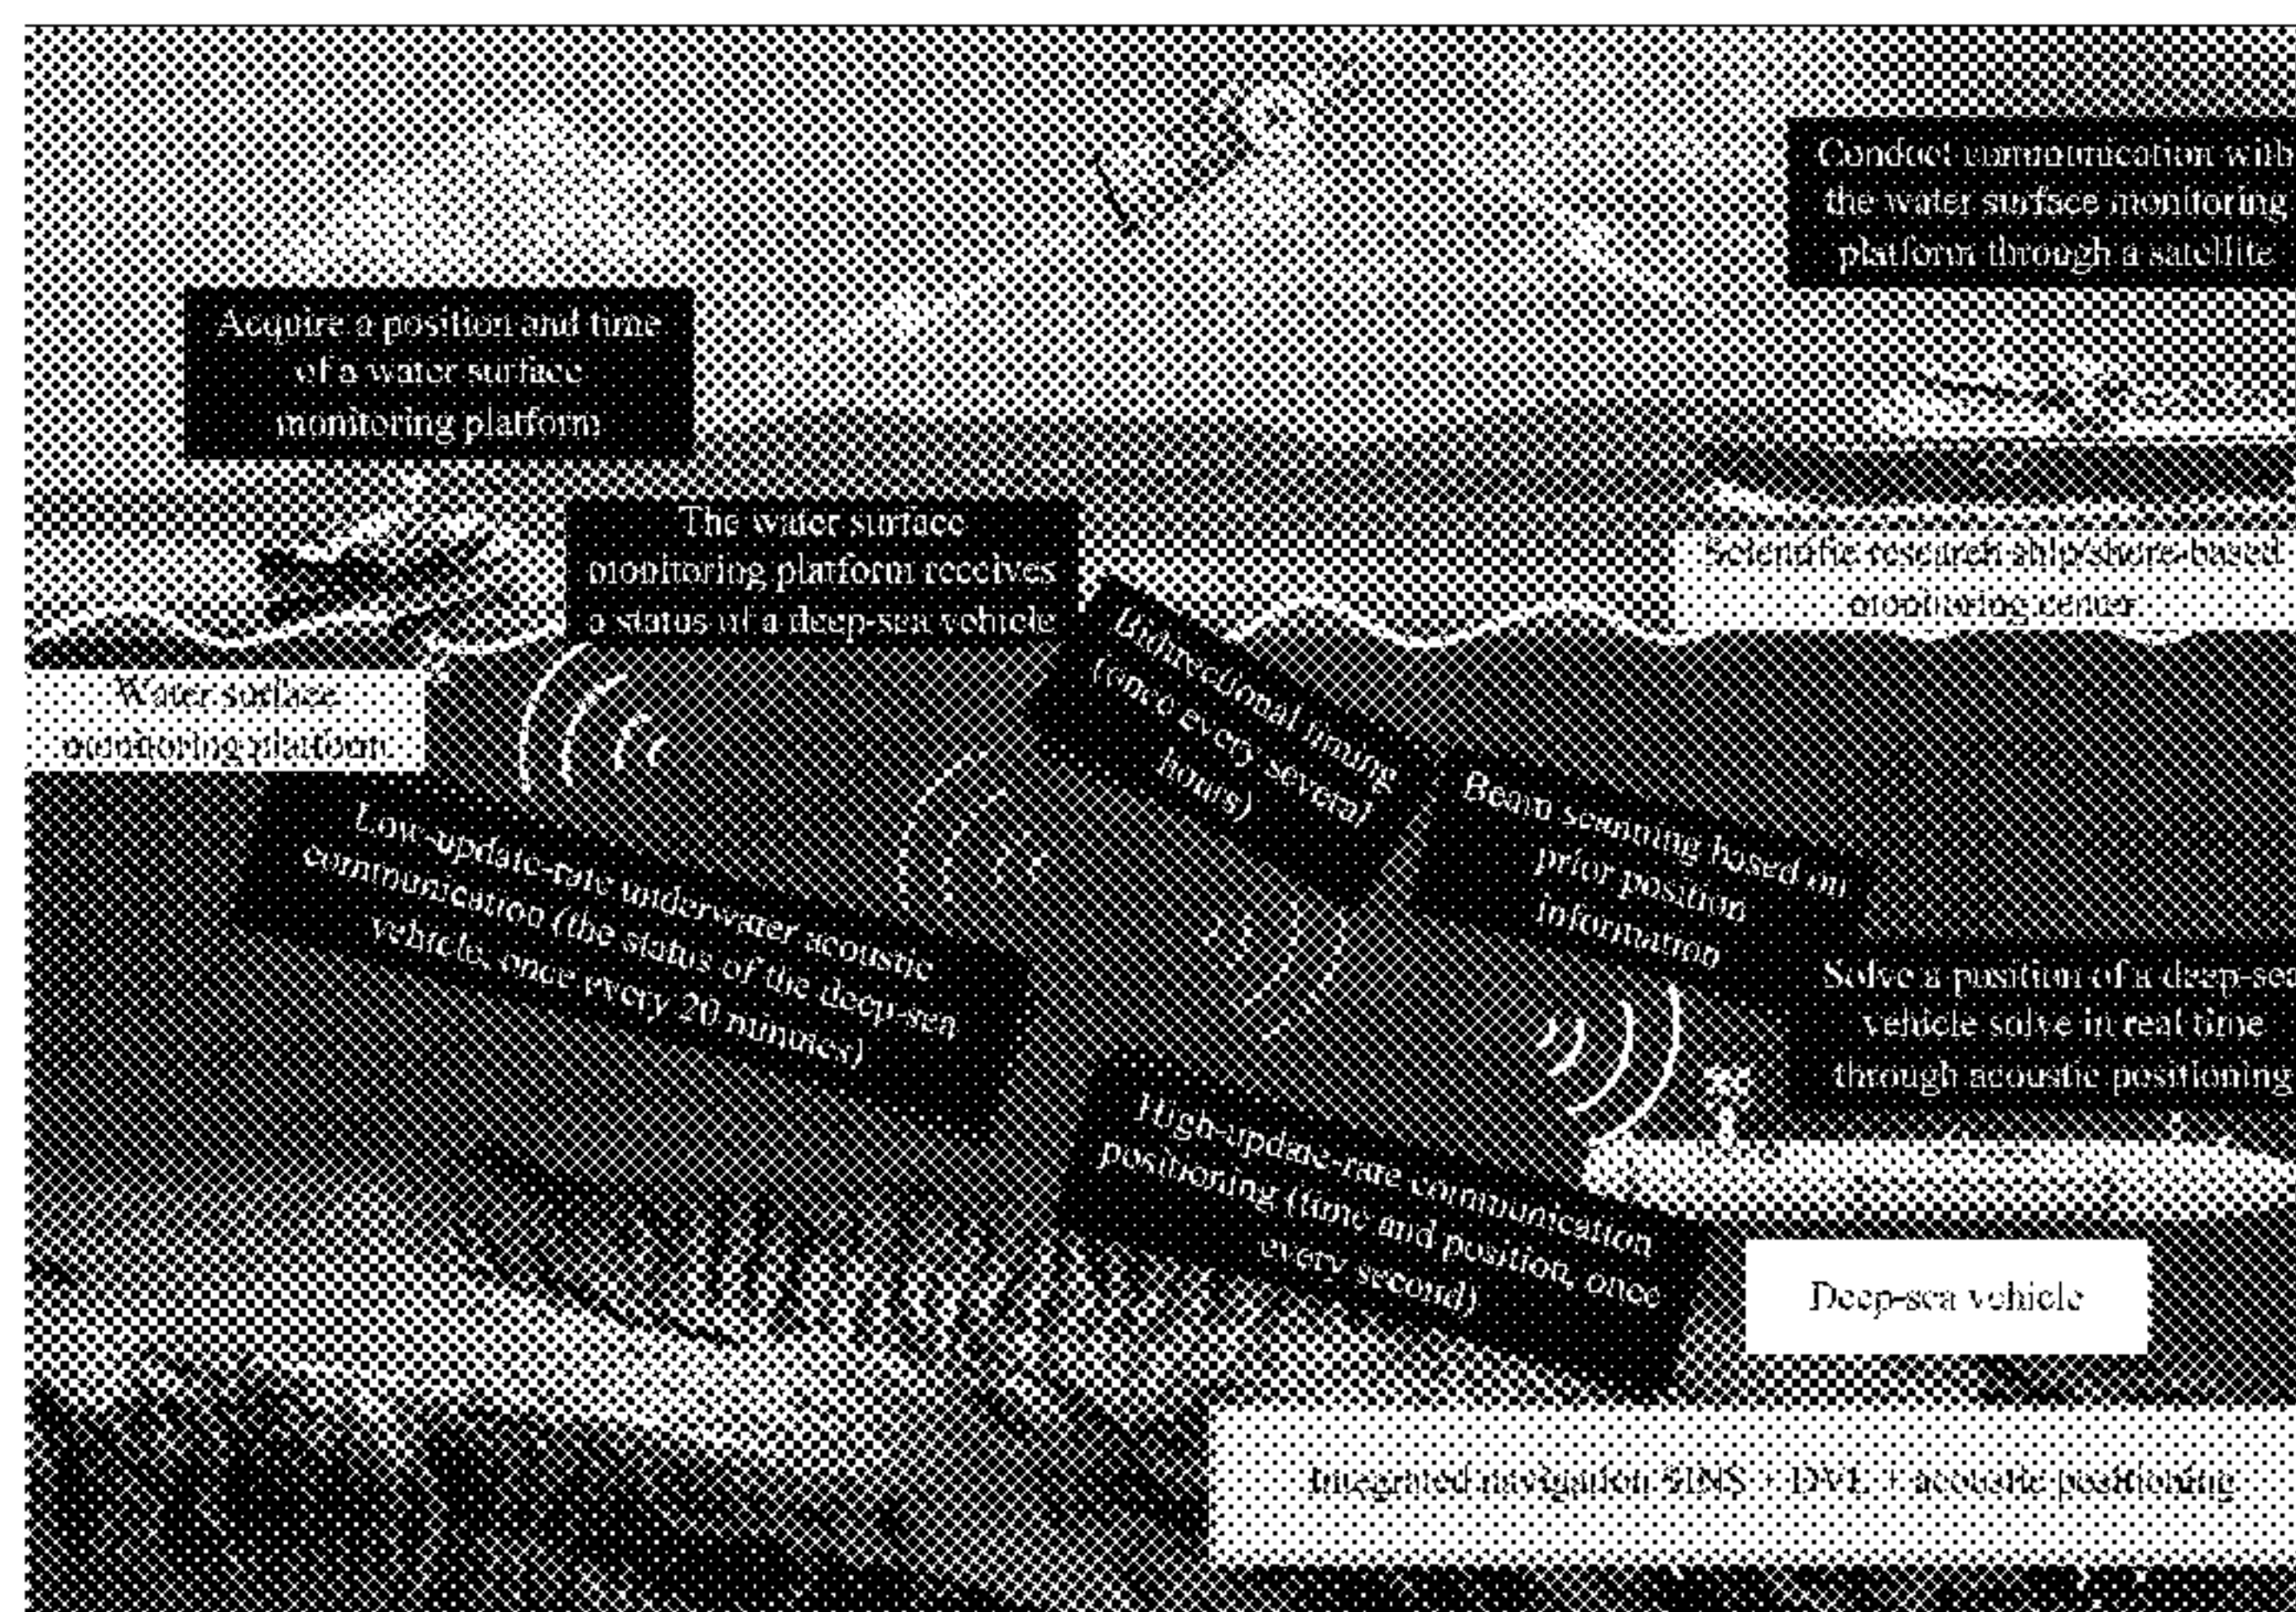 Conduct communication with
the water surface monitoring
platform through a satellite
Acquire a position and time
of a water surface
monitoring platform
The water surface
monitoring platform receives
a status of a deep-sea vehicle
Scientific research ship/shore-based
monitoring center
Water surface
monitoring platform
Bidirectional timing
(once every several
hours)
Beam scanning based on
prior position
information
Low-update-rate underwater acoustic
communication (the status of the deep-sea
vehicle, once every 20 minutes)
Solve a position of a deep-sea
vehicle solve in real time
through acoustic positioning
High-update-rate communication
positioning (time and position, once
every second)
Deep-sea vehicle
Integrated navigation SINS + DVL + acoustic positioning